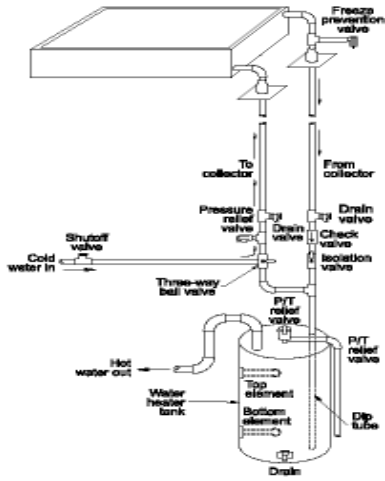 Freeze
prevention
valve
To
collector
From
collector
Pressure
relief
valve
Drain
valve
Drain valve
Check
valve
Shutoff
valve
Cold
water in
Isolation
valve
Three-way
ball valve
P/T
relief valve
P/T
relief
valve
Hot
water out
Top
element
Water
heater
tank
Bottom
element
Dip
tube
Drain